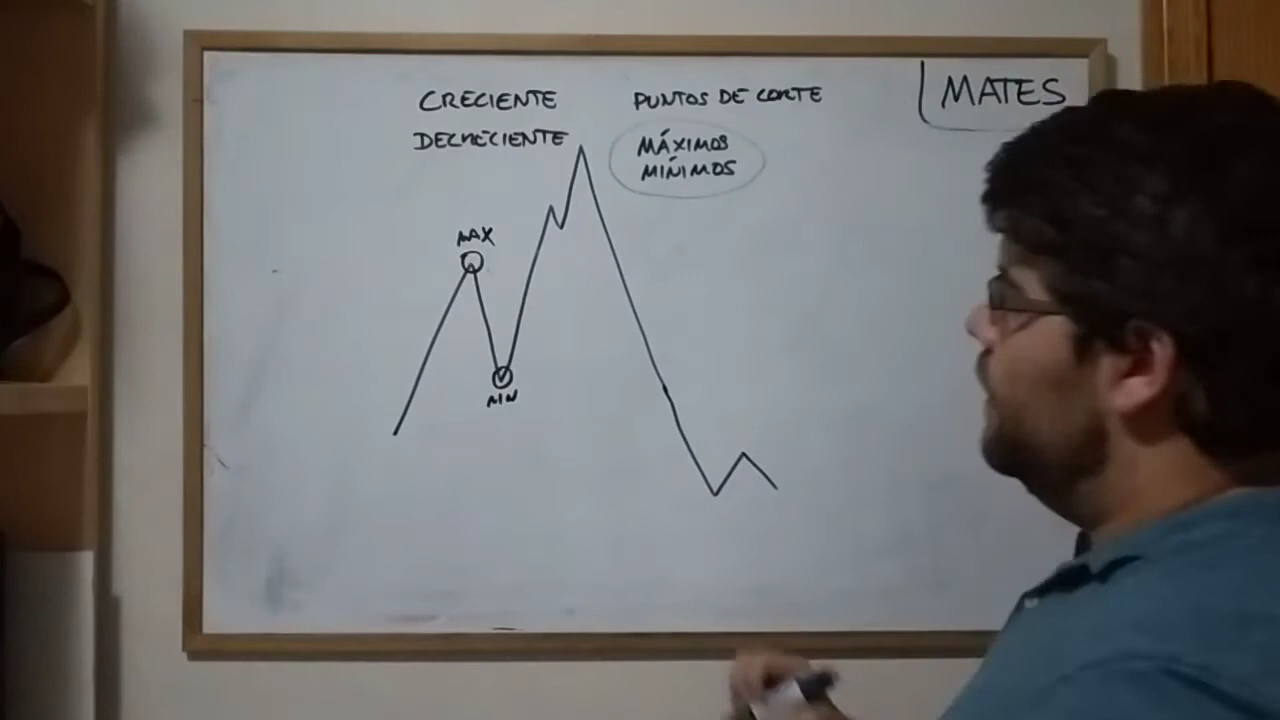 CRECIENTE
DECRECIENTE
PUNTOS DE CORTE
MÁXIMOS
MÍNIMOS
MATES
MAX
MIN